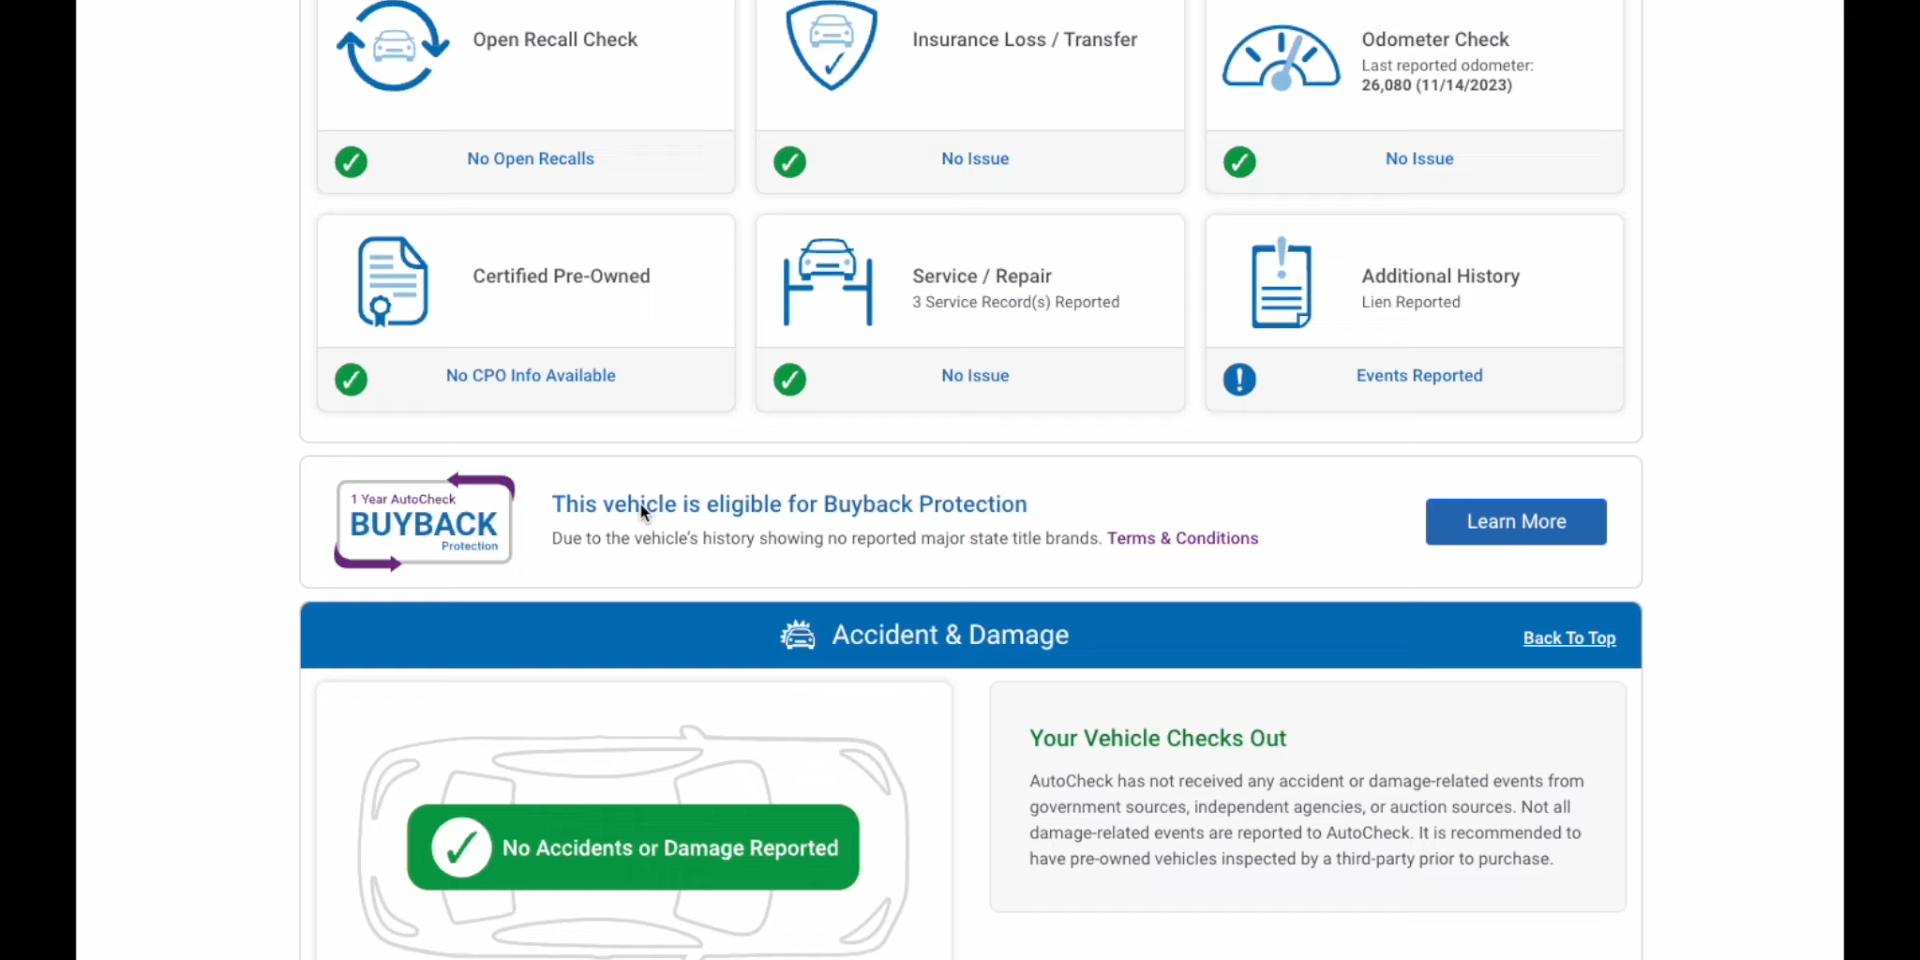 Open Recall Check
No Open Recalls
Insurance Loss / Transfer
No Issue
Odometer Check
Last reported odometer:
26,080 (11/14/2023)
No Issue
Certified Pre-Owned
No CPO Info Available
Service / Repair
3 Service Record(s) Reported
No Issue
Additional History
Lien Reported
Events Reported
1 Year AutoCheck
BUYBACK
Protection
This vehicle is eligible for Buyback Protection
Due to the vehicle's history showing no reported major state title brands. Terms & Conditions
Learn More
Accident & Damage
Back To Top
No Accidents or Damage Reported
Your Vehicle Checks Out
AutoCheck has not received any accident or damage-related events from
government sources, independent agencies, or auction sources. Not all
damage-related events are reported to AutoCheck. It is recommended to
have pre-owned vehicles inspected by a third-party prior to purchase.